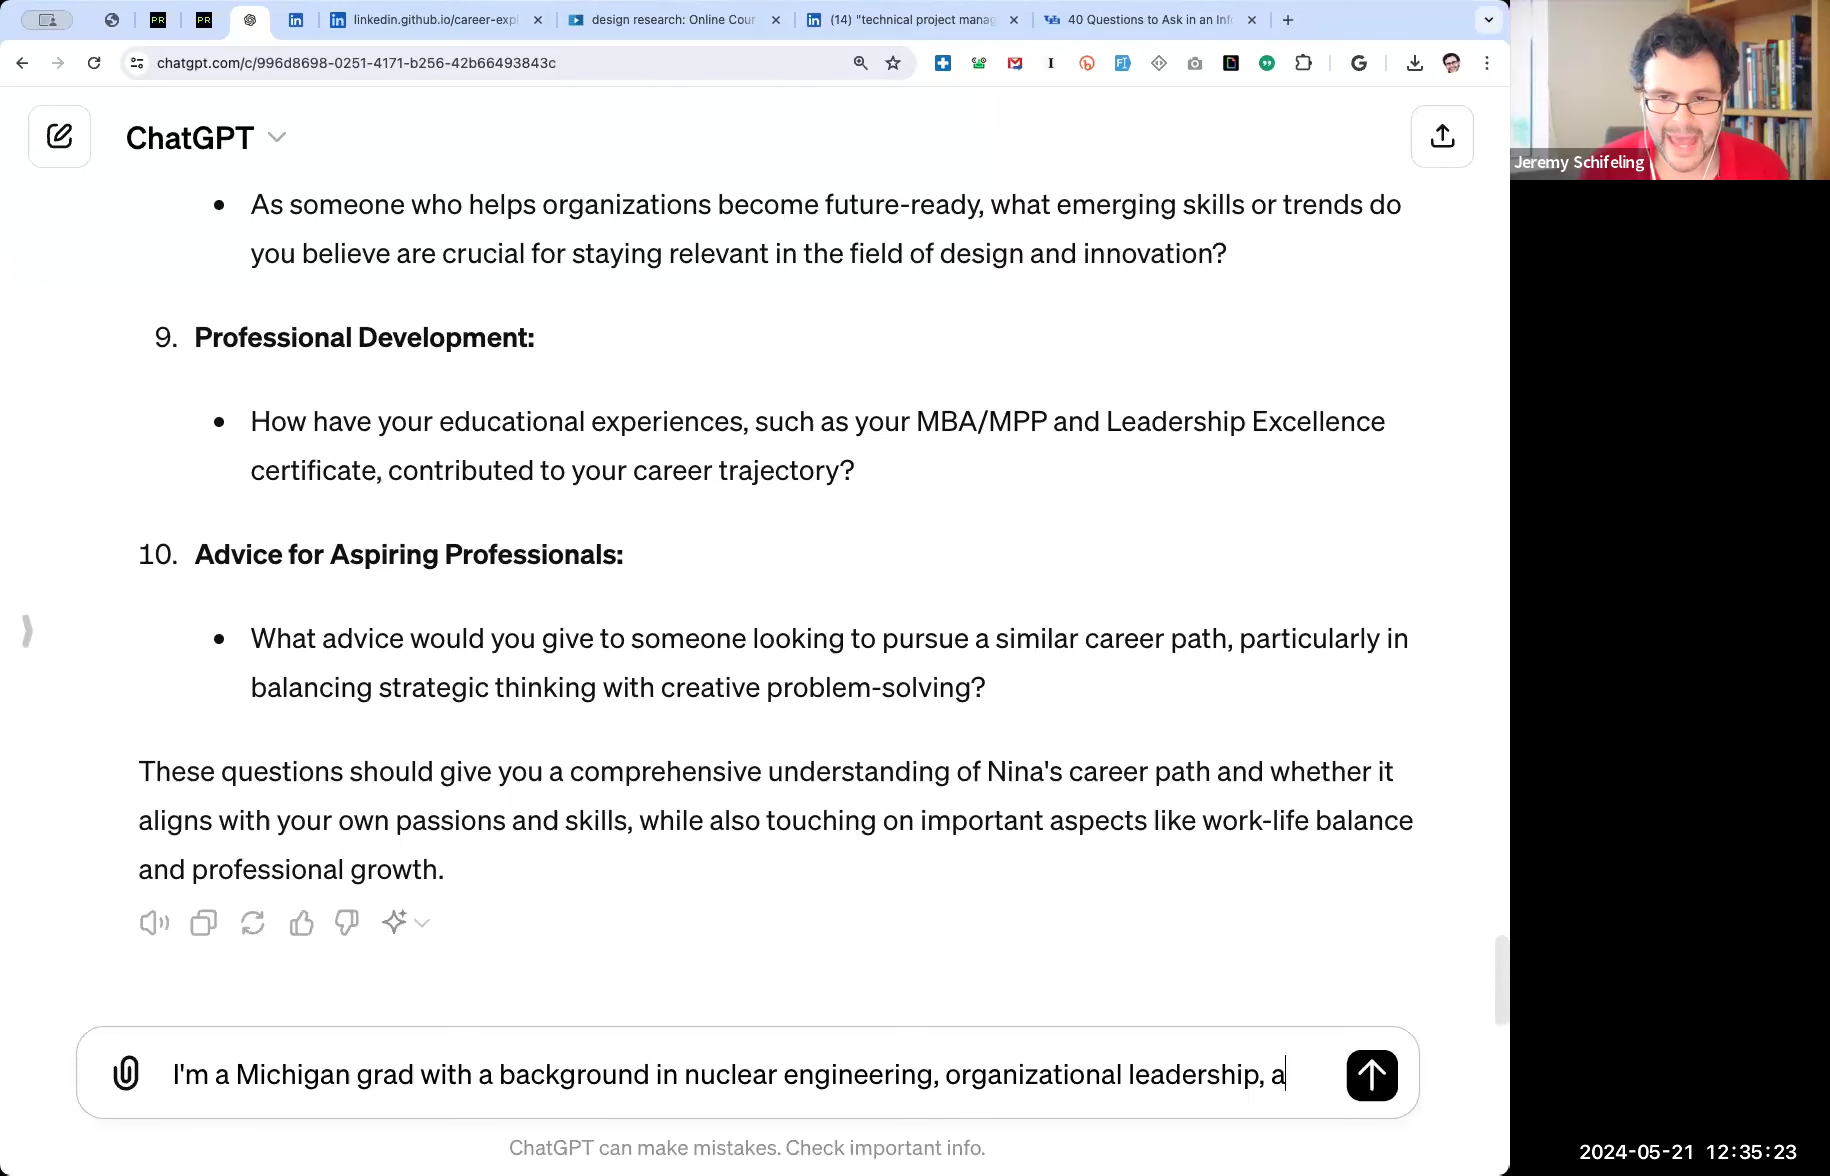 linkedin.github.io/career-expl
design research: Online Cour
(14) "technical project manag
40 Questions to Ask in an Inf
chatgpt.com/c/996d8698-0251-4171-b256-42b66493843c
ChatGPT
Jeremy Schifeling
• As someone who helps organizations become future-ready, what emerging skills or trends do
you believe are crucial for staying relevant in the field of design and innovation?
9. Professional Development:
• How have your educational experiences, such as your MBA/MPP and Leadership Excellence
certificate, contributed to your career trajectory?
10. Advice for Aspiring Professionals:
• What advice would you give to someone looking to pursue a similar career path, particularly in
balancing strategic thinking with creative problem-solving?
These questions should give you a comprehensive understanding of Nina's career path and whether it
aligns with your own passions and skills, while also touching on important aspects like work-life balance
and professional growth.
I'm a Michigan grad with a background in nuclear engineering, organizational leadership, a
ChatGPT can make mistakes. Check important info.
2024-05-21 12:35:23